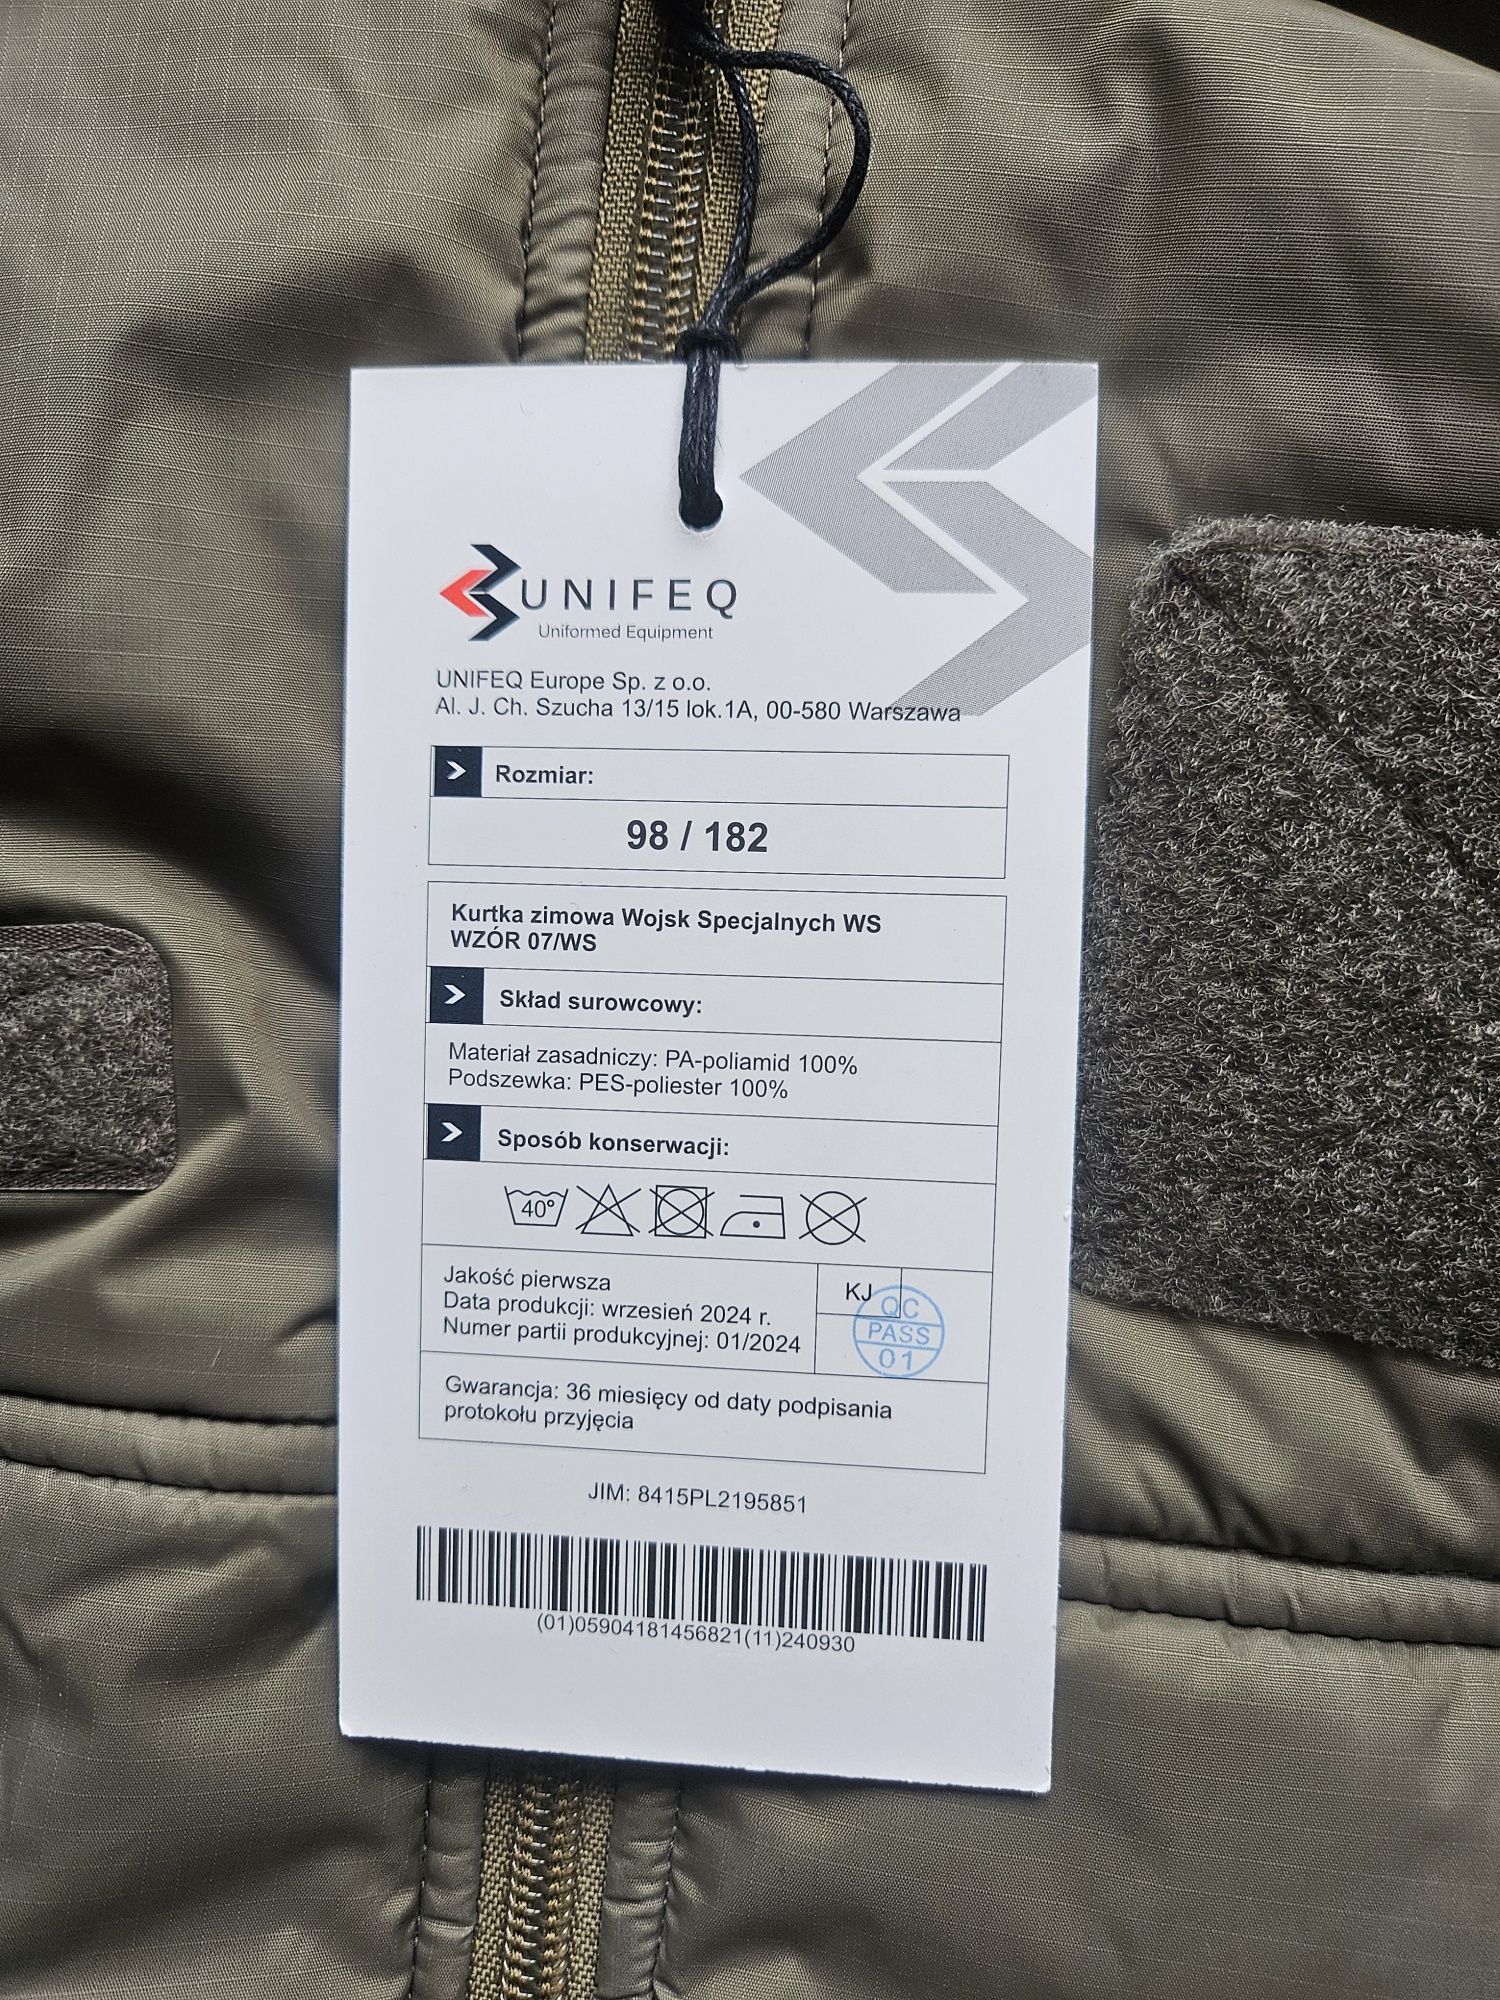 UNIFEQ
Uniformed Equipment
UNIFEQ Europe Sp. z o.o.
Al. J. Ch. Szucha 13/15 lok.1A, 00-580 Warszawa
Rozmiar:
98 / 182
Kurtka zimowa Wojsk Specjalnych WS
WZÓR 07/WS
Skład surowcowy:
Materiał zasadniczy: PA-poliamid 100%
Podszewka: PES-poliester 100%
Sposób konserwacji:
40°
Jakość pierwsza
Data produkcji: wrzesień 2024 r.
Numer partii produkcyjnej: 01/2024
KJ
QC
PASS
01
Gwarancja: 36 miesięcy od daty podpisania
protokołu przyjęcia
JIM: 8415PL2195851
(01)05904181456821(11)240930